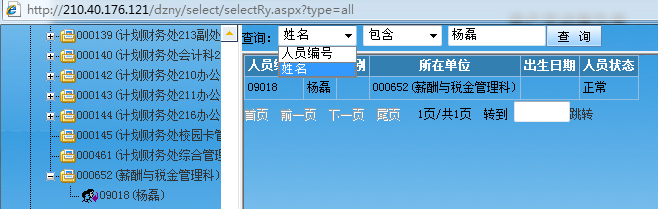 http://210.40.176.121/dzny/select/selectRy.aspx?type=all
000139(计划财务处213副处
000140(计划财务处会计科2
000142(计划财务处210办公
000143(计划财务处211办公
000144(计划财务处216办公
000145(计划财务处校园卡管
000461(计划财务处综合管理
000652(薪酬与税金管理科)
09018(杨磊)
查询: 姓名 包含 杨磊 查 询
人员编号
姓名
人员编 别 所在单位 出生日期 人员状态
09018 杨磊 000652(薪酬与税金管理科) 正常
首页 前一页 下一页 尾页 1页/共1页 转到 跳转